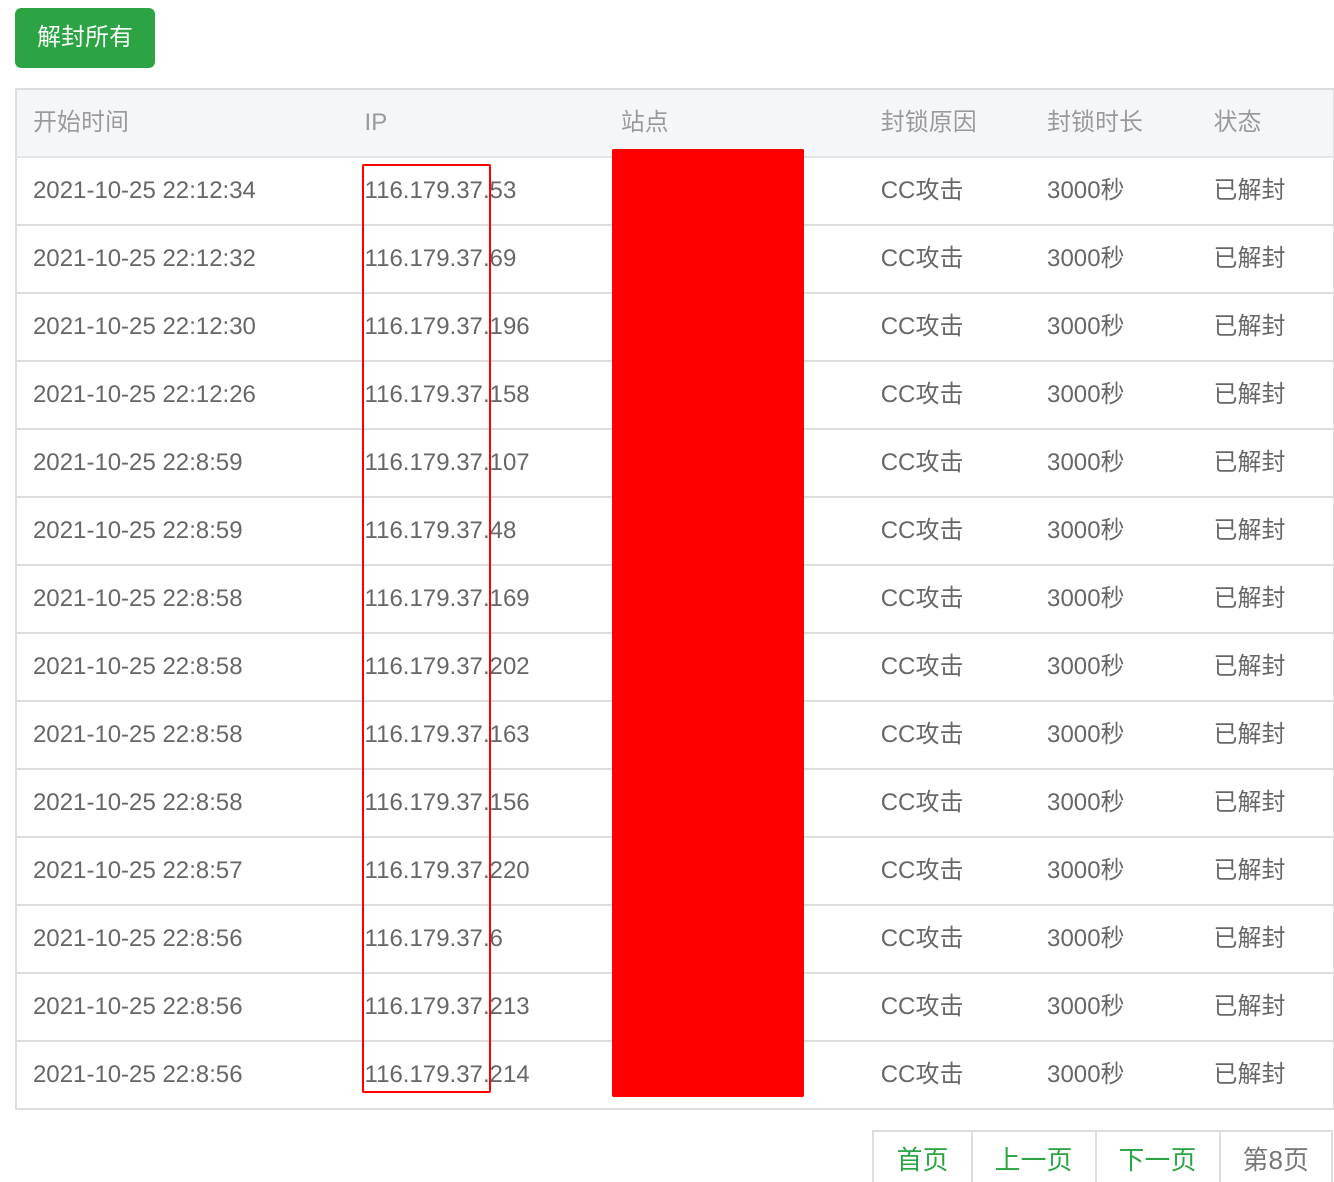 解封所有
开始时间 IP 站点 封锁原因 封锁时长 状态
2021-10-25 22:12:34 116.179.37.53 CC攻击 3000秒 已解封
2021-10-25 22:12:32 116.179.37.69 CC攻击 3000秒 已解封
2021-10-25 22:12:30 116.179.37.196 CC攻击 3000秒 已解封
2021-10-25 22:12:26 116.179.37.158 CC攻击 3000秒 已解封
2021-10-25 22:8:59 116.179.37.107 CC攻击 3000秒 已解封
2021-10-25 22:8:59 116.179.37.48 CC攻击 3000秒 已解封
2021-10-25 22:8:58 116.179.37.169 CC攻击 3000秒 已解封
2021-10-25 22:8:58 116.179.37.202 CC攻击 3000秒 已解封
2021-10-25 22:8:58 116.179.37.163 CC攻击 3000秒 已解封
2021-10-25 22:8:58 116.179.37.156 CC攻击 3000秒 已解封
2021-10-25 22:8:57 116.179.37.220 CC攻击 3000秒 已解封
2021-10-25 22:8:56 116.179.37.6 CC攻击 3000秒 已解封
2021-10-25 22:8:56 116.179.37.213 CC攻击 3000秒 已解封
2021-10-25 22:8:56 116.179.37.214 CC攻击 3000秒 已解封
首页 上一页 下一页 第8页